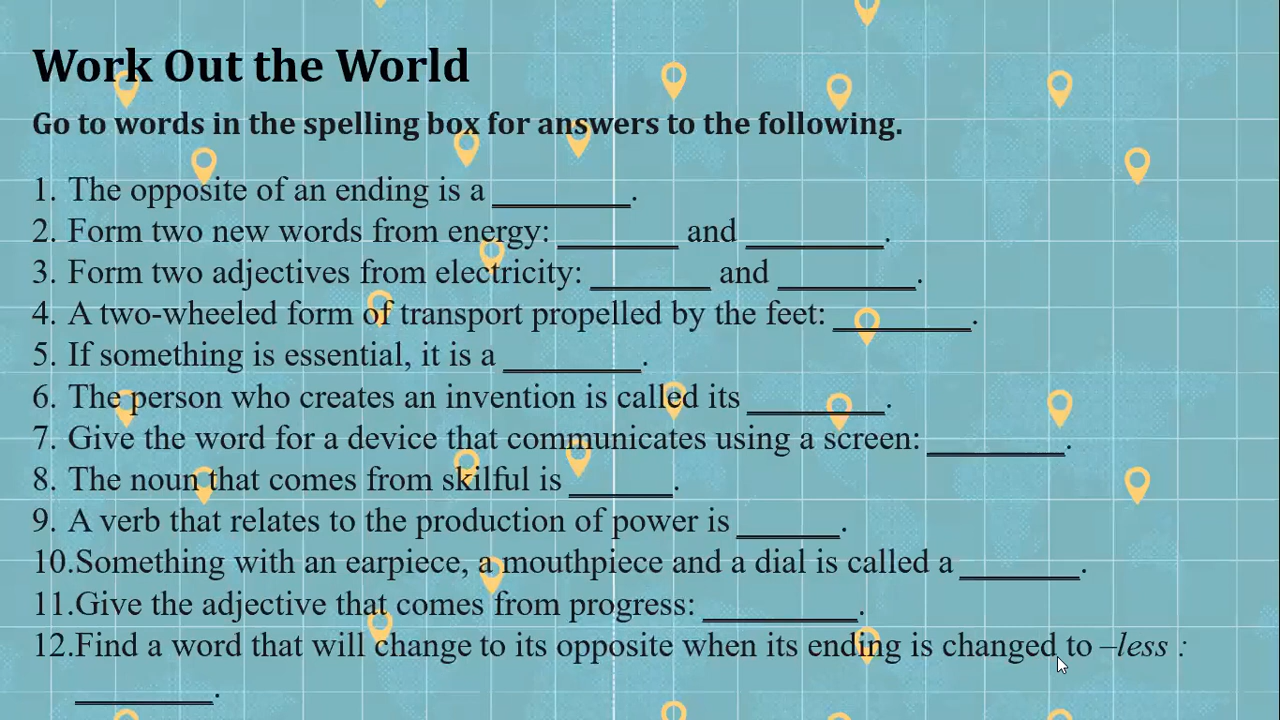 Work Out the World
Go to words in the spelling box for answers to the following.
1. The opposite of an ending is a ________.
2. Form two new words from energy: _______ and ________.
3. Form two adjectives from electricity: _______ and ________.
4. A two-wheeled form of transport propelled by the feet: ________.
5. If something is essential, it is a ________.
6. The person who creates an invention is called its ________.
7. Give the word for a device that communicates using a screen: ________.
8. The noun that comes from skilful is ______.
9. A verb that relates to the production of power is ______.
10.Something with an earpiece, a mouthpiece and a dial is called a _______.
11.Give the adjective that comes from progress: _________.
12.Find a word that will change to its opposite when its ending is changed to –less :
________.